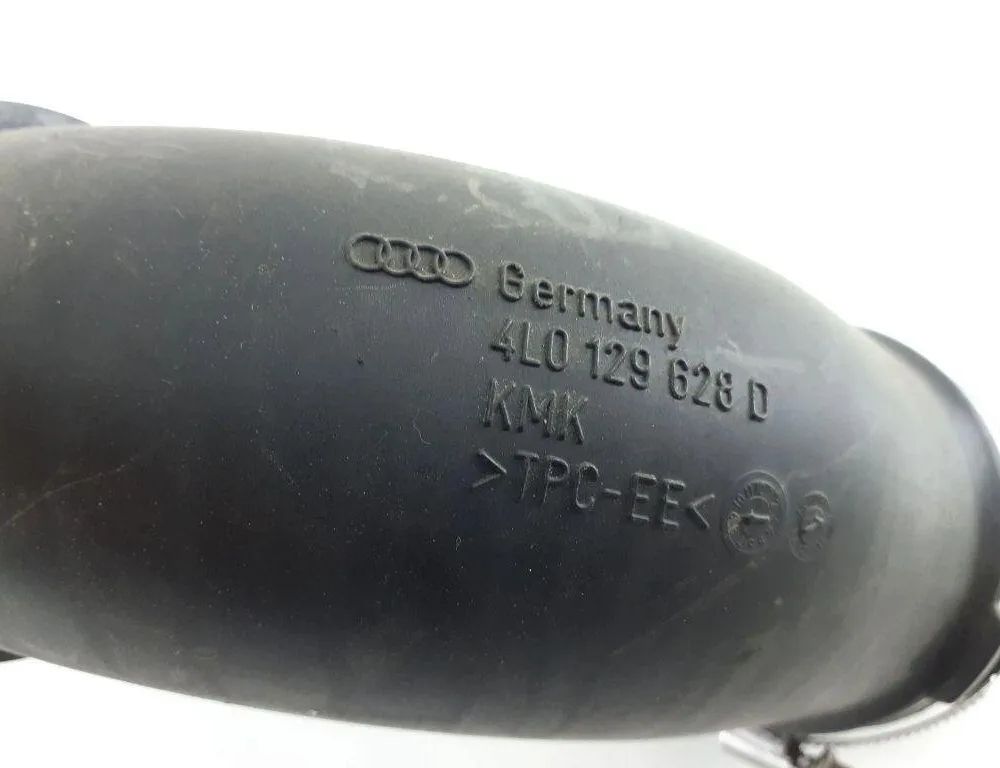 Germany
4L0 129 628 D
KMK
>TPC-EE<